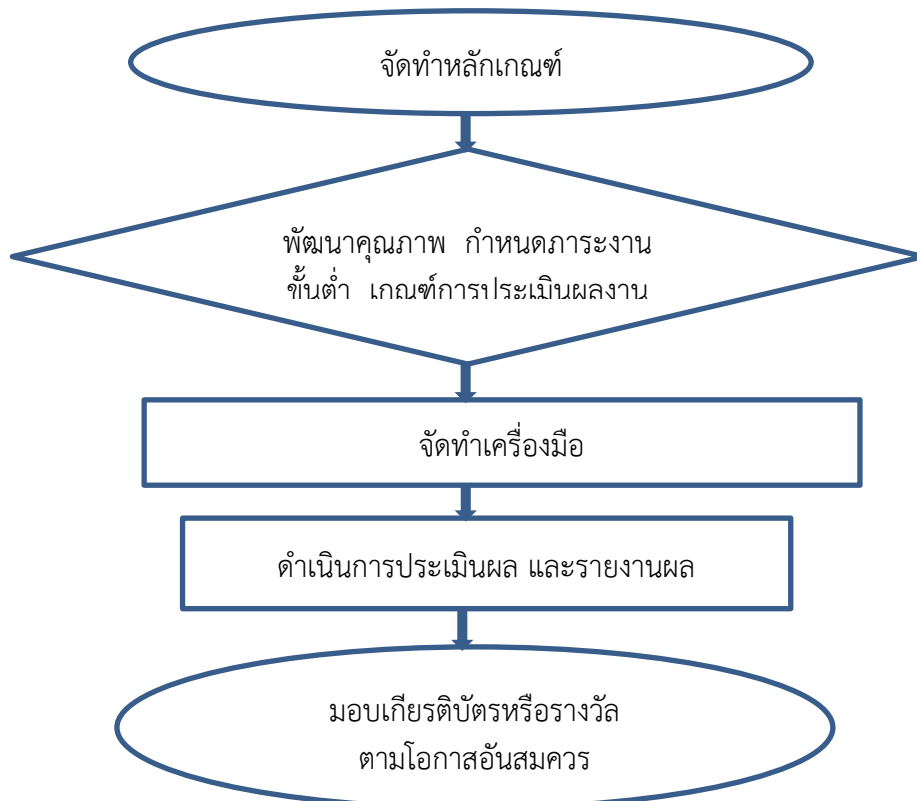 จัดทำหลักเกณฑ์
พัฒนาคุณภาพ กำหนดภาระงาน
ขั้นต่ำ เกณฑ์การประเมินผลงาน
จัดทำเครื่องมือ
ดำเนินการประเมินผล และรายงานผล
มอบเกียรติบัตรหรือรางวัล
ตามโอกาสอันสมควร